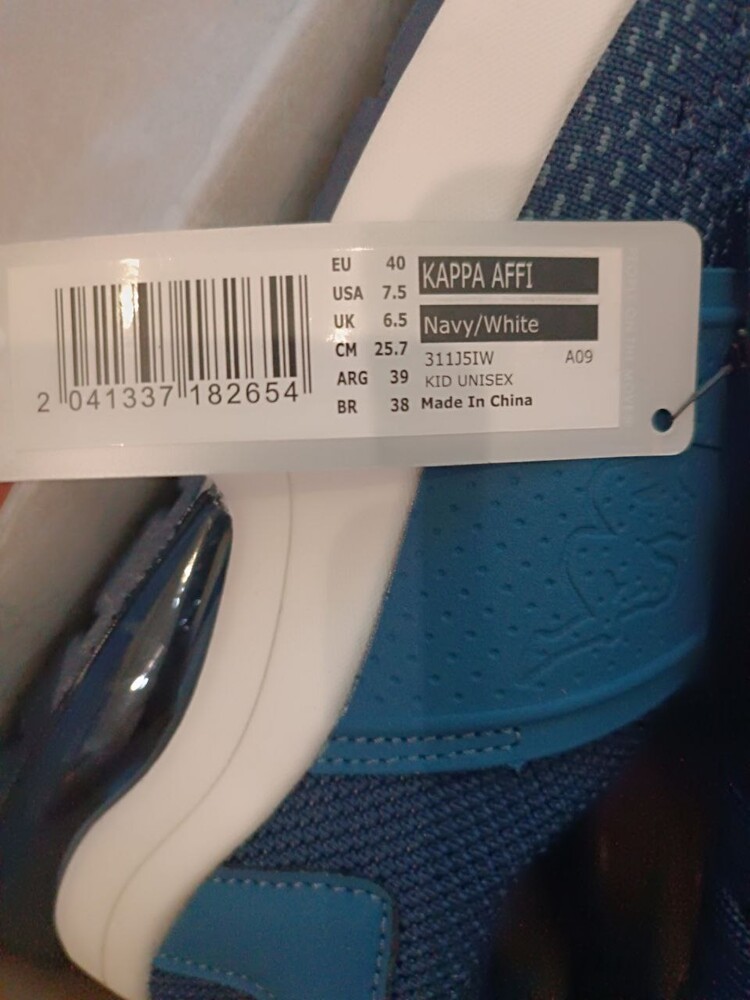 EU 40
USA 7.5
UK 6.5
CM 25.7
ARG 39
BR 38
KAPPA AFFI
Navy/White
311J5IW A09
KID UNISEX
Made In China
2 041337 182654